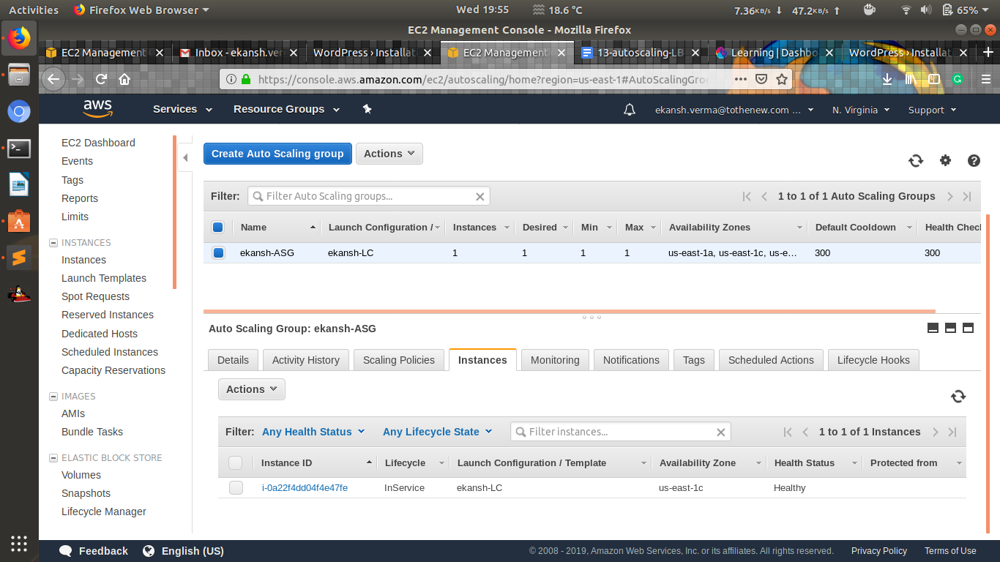 Activities Firefox Web Browser Wed 19:55 18.6 °C 7.36KB/s 47.2KB/s 65%
EC2 Management Console - Mozilla Firefox
EC2 Management Inbox - ekansh.ver WordPress › Installat EC2 Management 13-autoscaling-LB Learning | Dashbo WordPress › Installat
https://console.aws.amazon.com/ec2/autoscaling/home?region=us-east-1#AutoScalingGrou
aws Services Resource Groups ekansh.verma@tothenew.com ... N. Virginia Support
EC2 Dashboard
Events
Tags
Reports
Limits
INSTANCES
Instances
Launch Templates
Spot Requests
Reserved Instances
Dedicated Hosts
Scheduled Instances
Capacity Reservations
IMAGES
AMIs
Bundle Tasks
ELASTIC BLOCK STORE
Volumes
Snapshots
Lifecycle Manager
Create Auto Scaling group Actions
Filter: Filter Auto Scaling groups... 1 to 1 of 1 Auto Scaling Groups
Name Launch Configuration / Instances Desired Min Max Availability Zones Default Cooldown Health Check
ekansh-ASG ekansh-LC 1 1 1 1 us-east-1a, us-east-1c, us-e… 300 300
Auto Scaling Group: ekansh-ASG
Details Activity History Scaling Policies Instances Monitoring Notifications Tags Scheduled Actions Lifecycle Hooks
Actions
Filter: Any Health Status Any Lifecycle State Filter instances... 1 to 1 of 1 Instances
Instance ID Lifecycle Launch Configuration / Template Availability Zone Health Status Protected from
i-0a22f4dd04f4e47fe InService ekansh-LC us-east-1c Healthy
Feedback English (US) © 2008 - 2019, Amazon Web Services, Inc. or its affiliates. All rights reserved. Privacy Policy Terms of Use